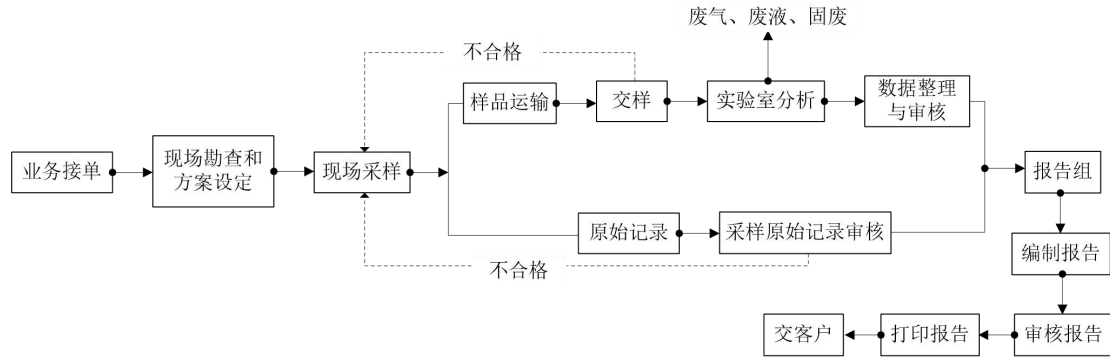 废气、废液、固废
不合格
样品运输
交样
实验室分析
数据整理
与审核
业务接单
现场勘查和
方案设定
现场采样
报告组
原始记录
采样原始记录审核
不合格
编制报告
交客户
打印报告
审核报告